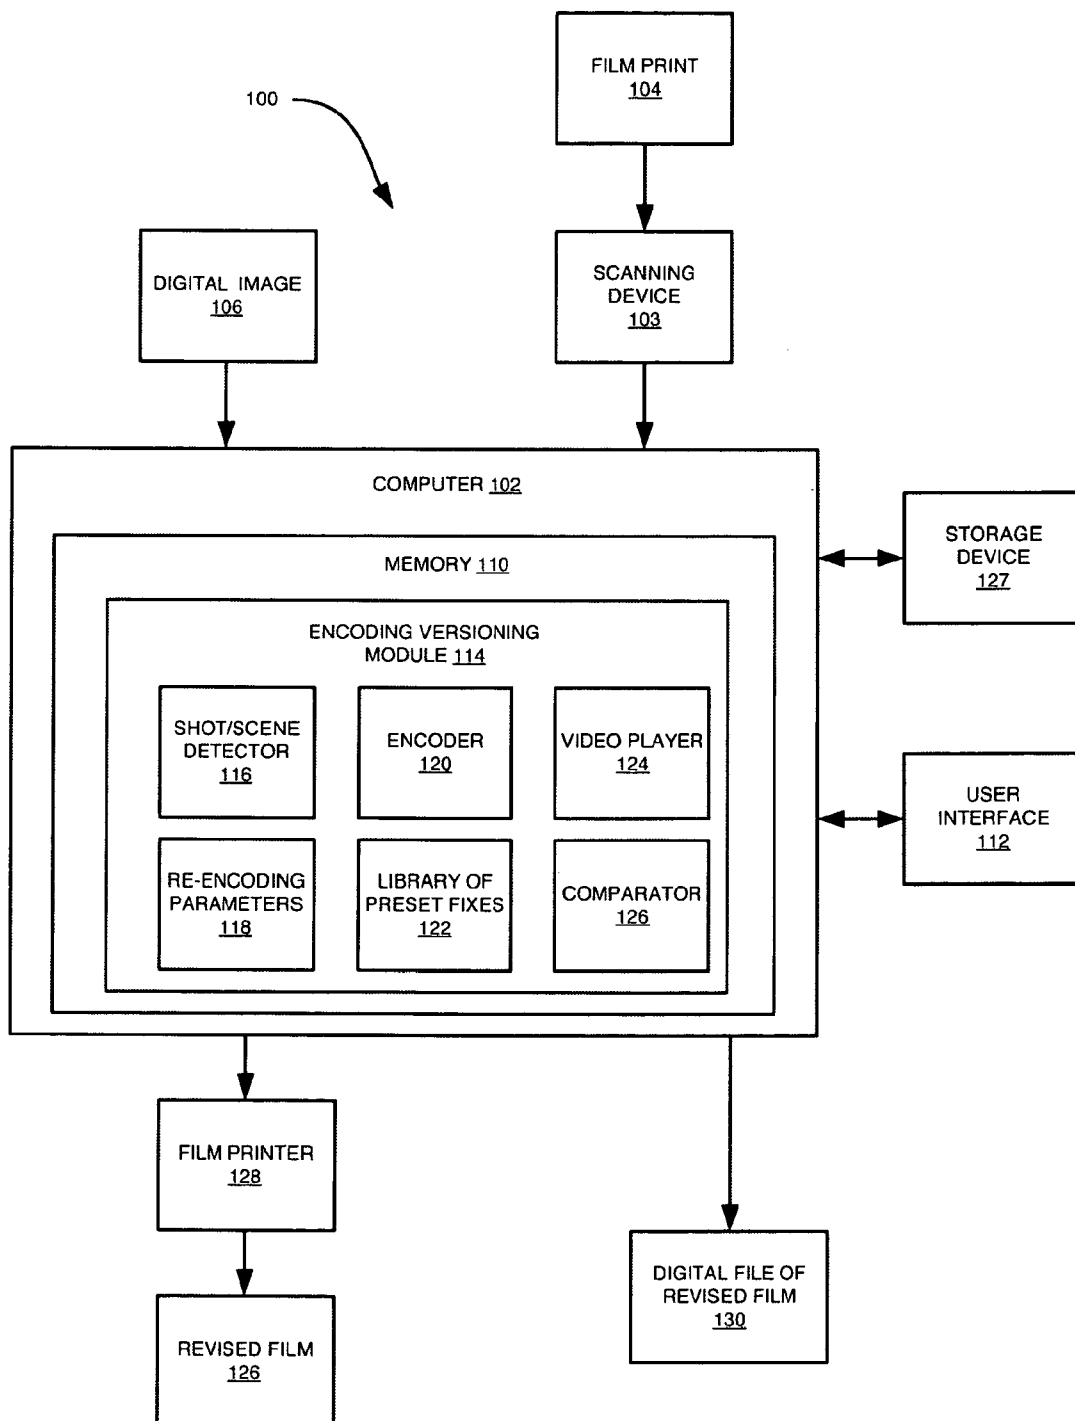 FILM PRINT
104
100
DIGITAL IMAGE
106
SCANNING
DEVICE
103
COMPUTER 102
MEMORY 110
STORAGE
DEVICE
127
ENCODING VERSIONING
MODULE 114
SHOT/SCENE
DETECTOR
116
ENCODER
120
VIDEO PLAYER
124
USER
INTERFACE
112
RE-ENCODING
PARAMETERS
118
LIBRARY OF
PRESET FIXES
122
COMPARATOR
126
FILM PRINTER
128
DIGITAL FILE OF
REVISED FILM
130
REVISED FILM
126